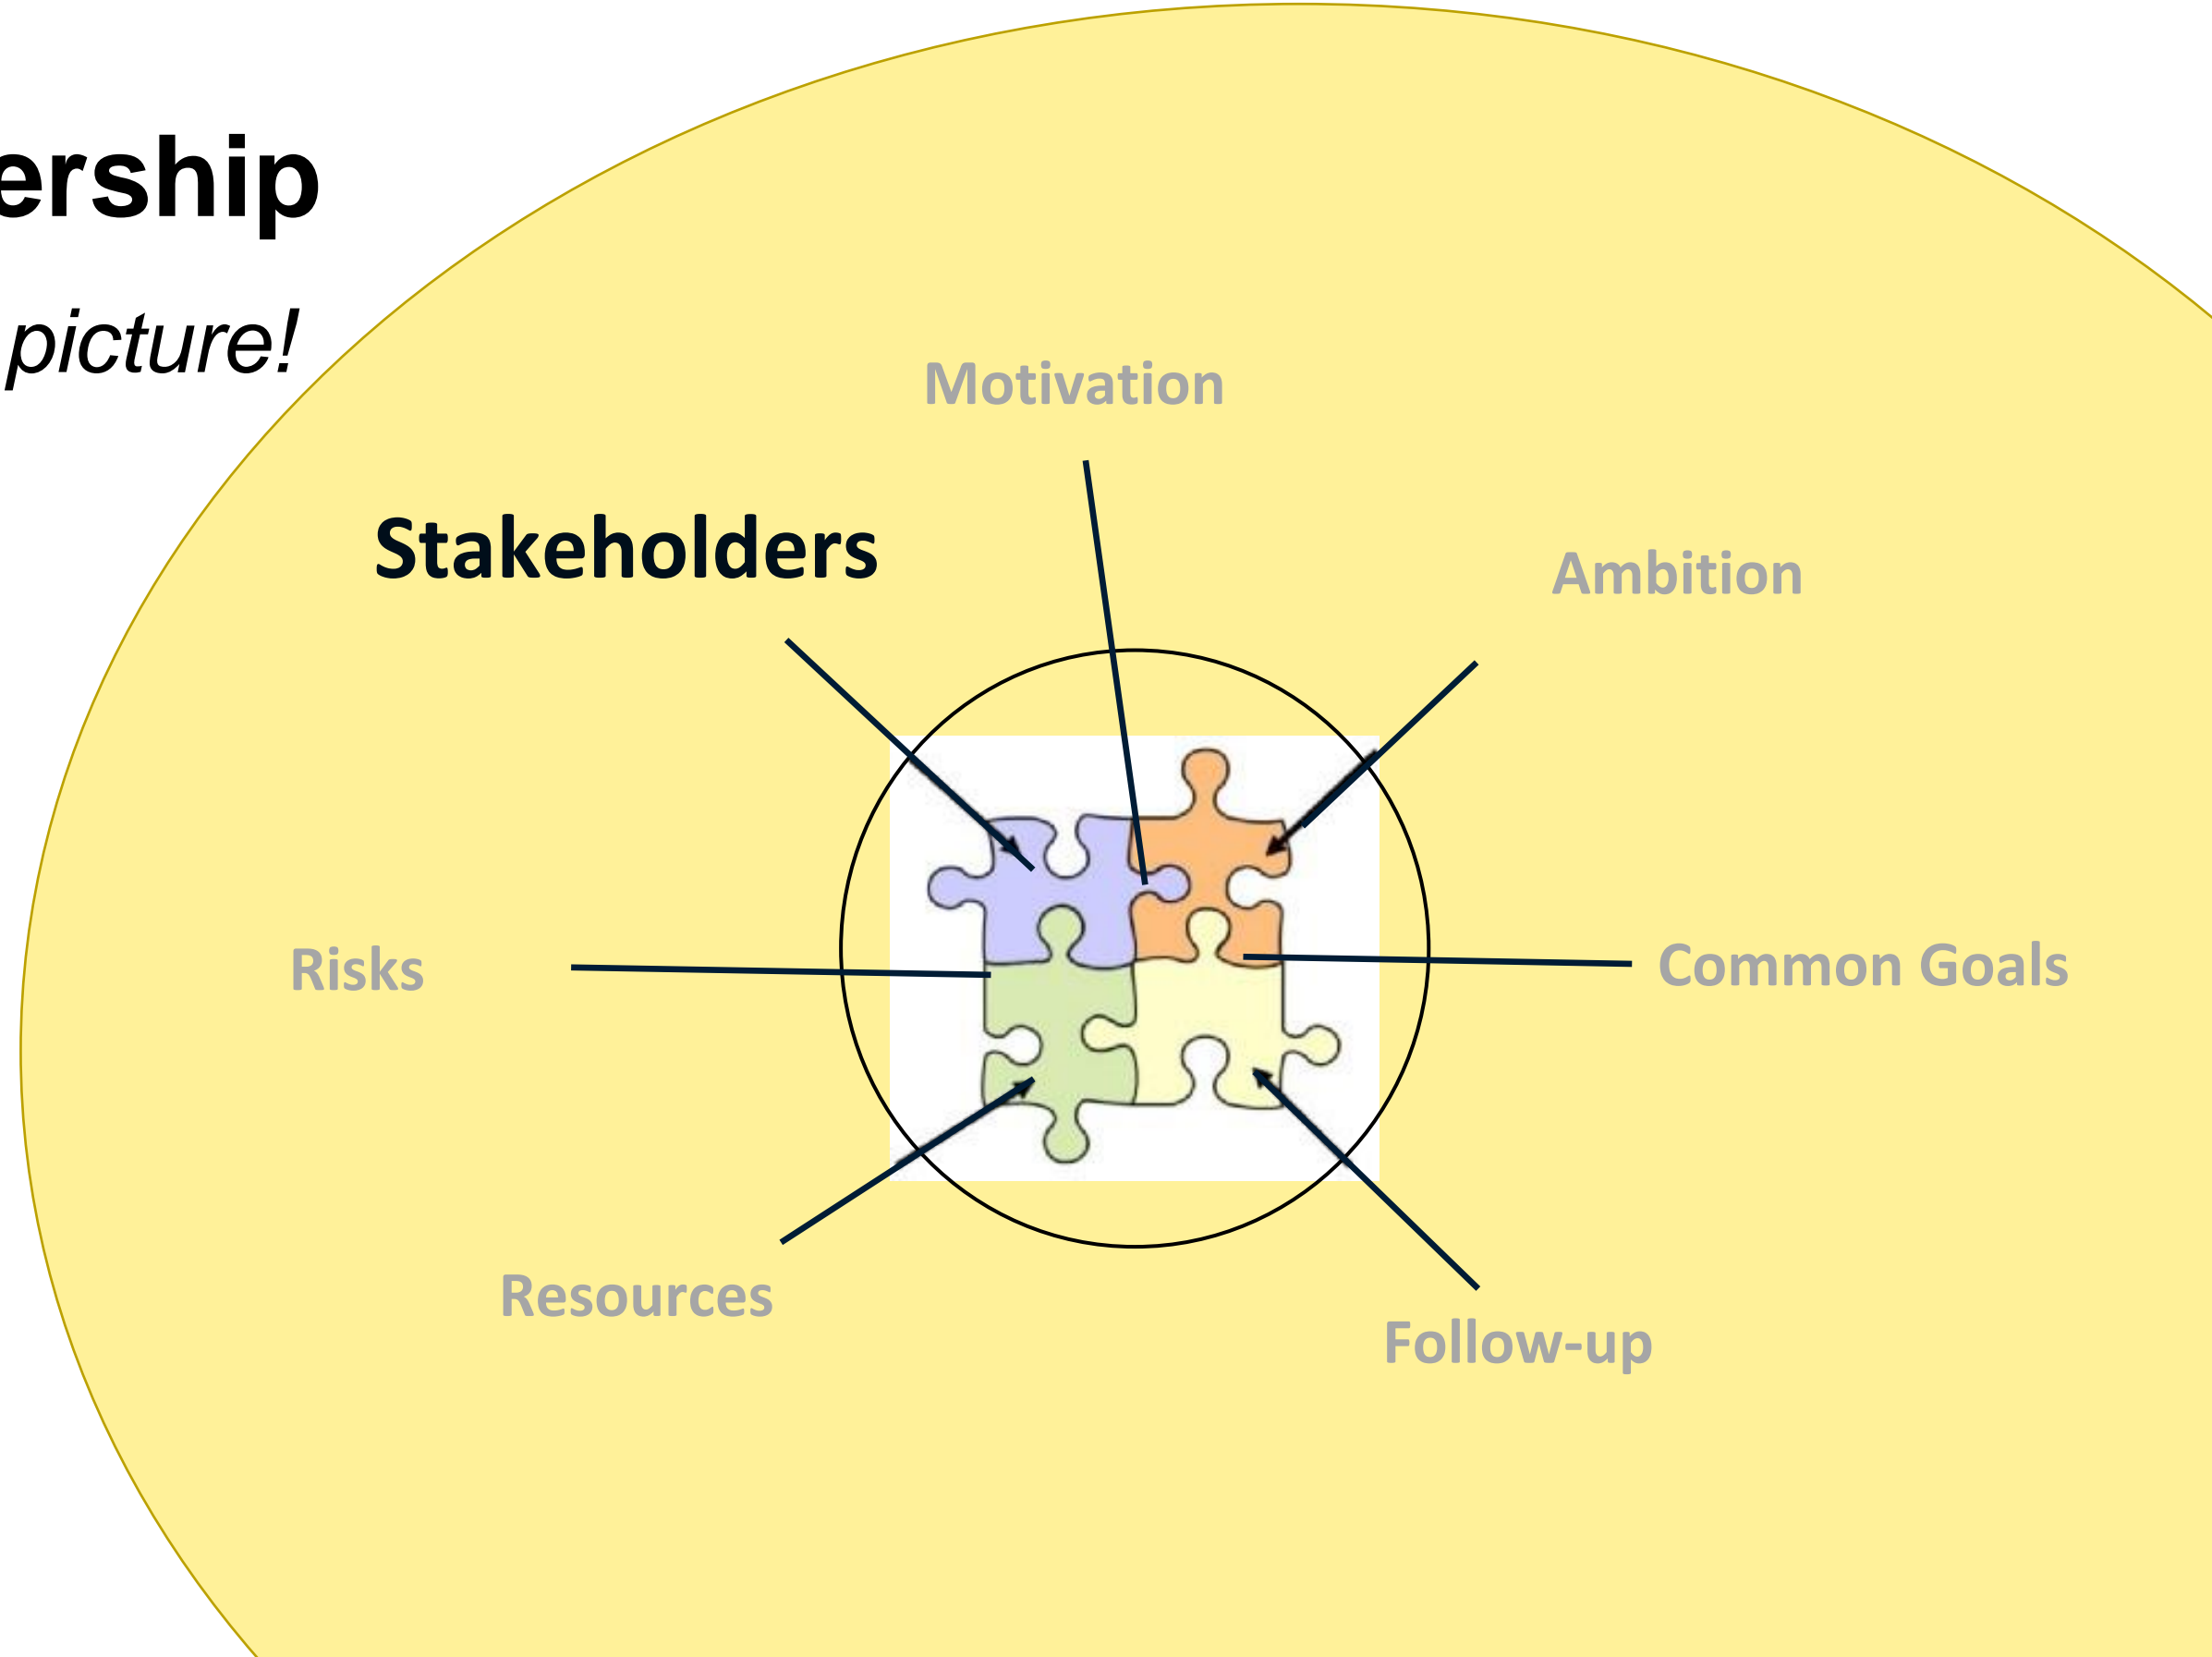 ership
picture!
Motivation
Stakeholders
Ambition
Risks
Common Goals
Resources
Follow-up